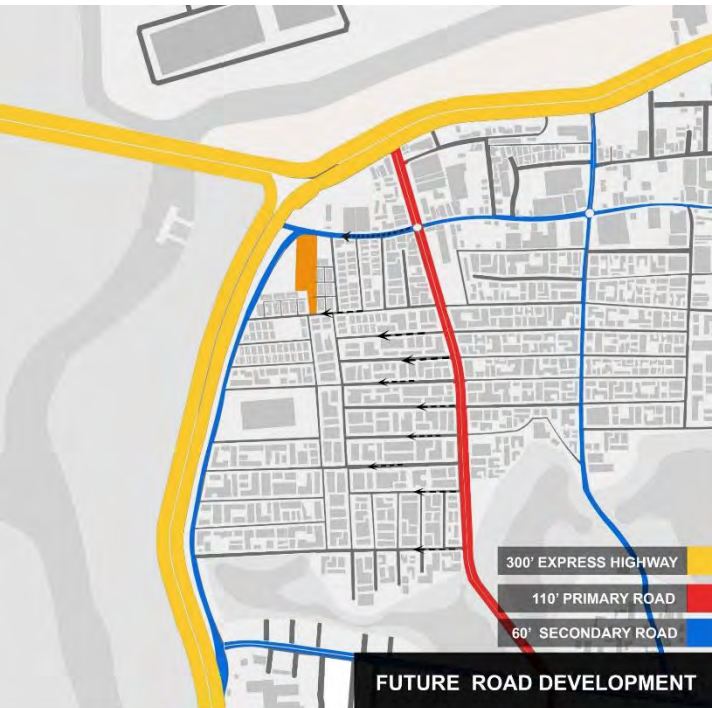 300' EXPRESS HIGHWAY
110' PRIMARY ROAD
60' SECONDARY ROAD
FUTURE ROAD DEVELOPMENT